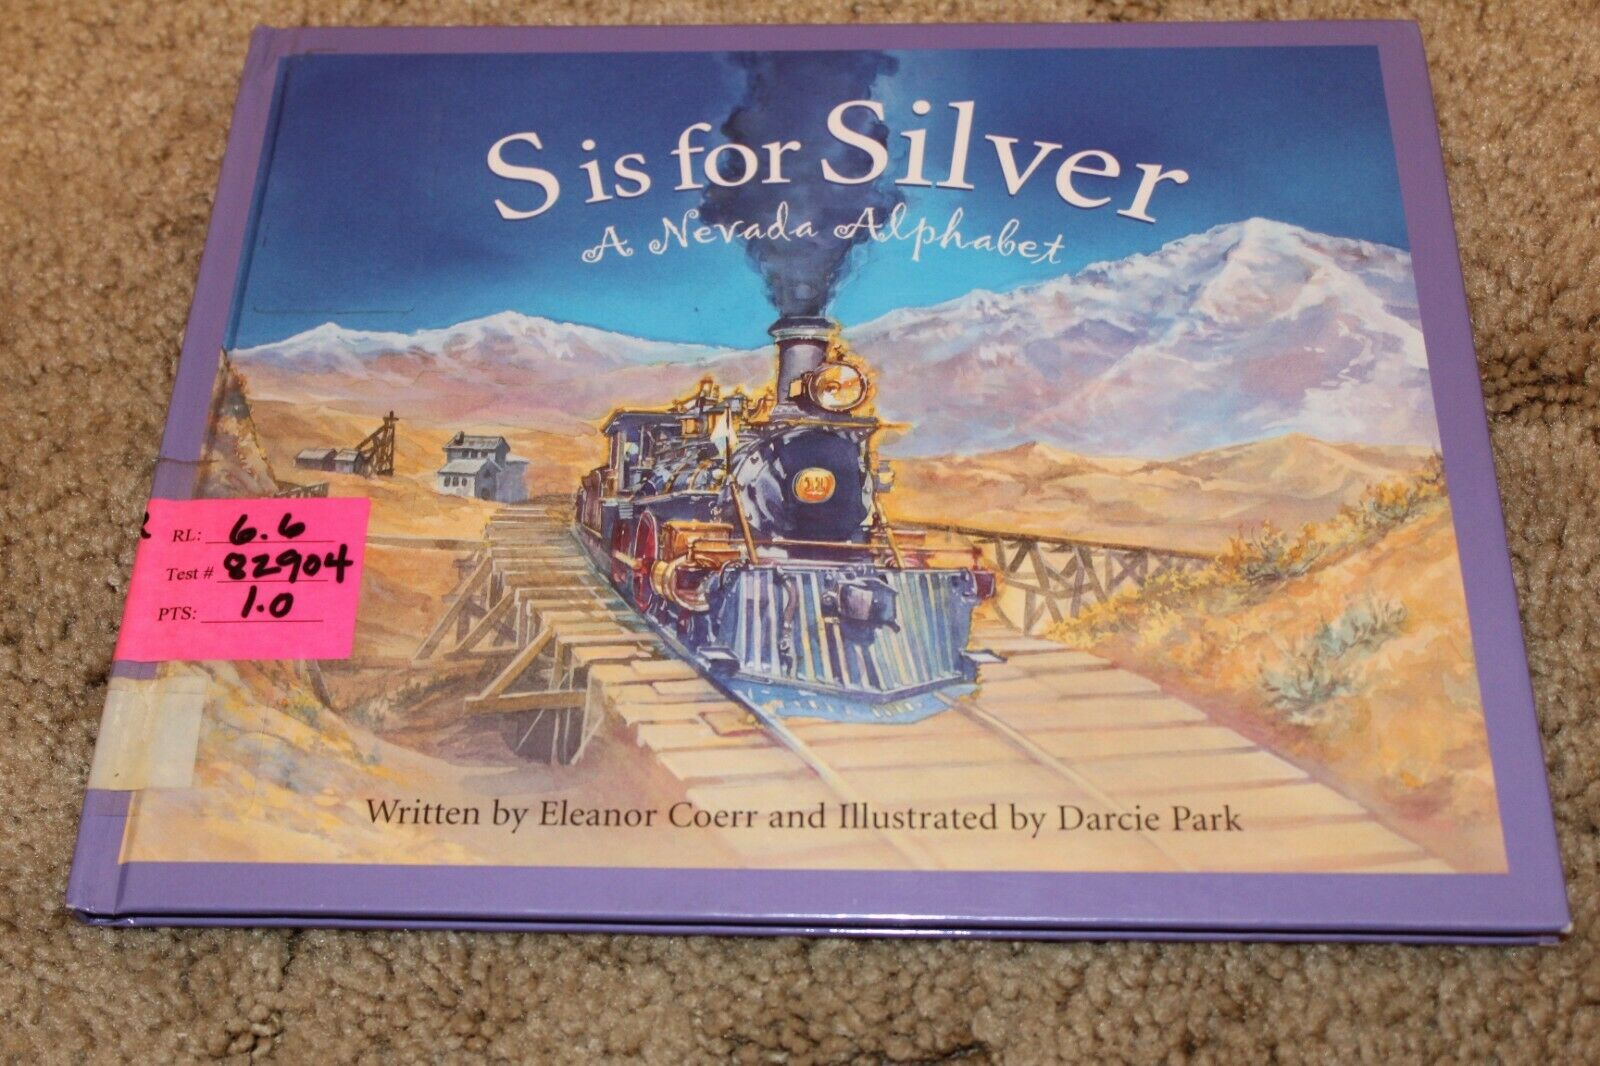 S is for Silver
A Nevada Alphabet
RL: 6.6
Test # 82904
PTS: 1.0
Written by Eleanor Coerr and Illustrated by Darcie Park